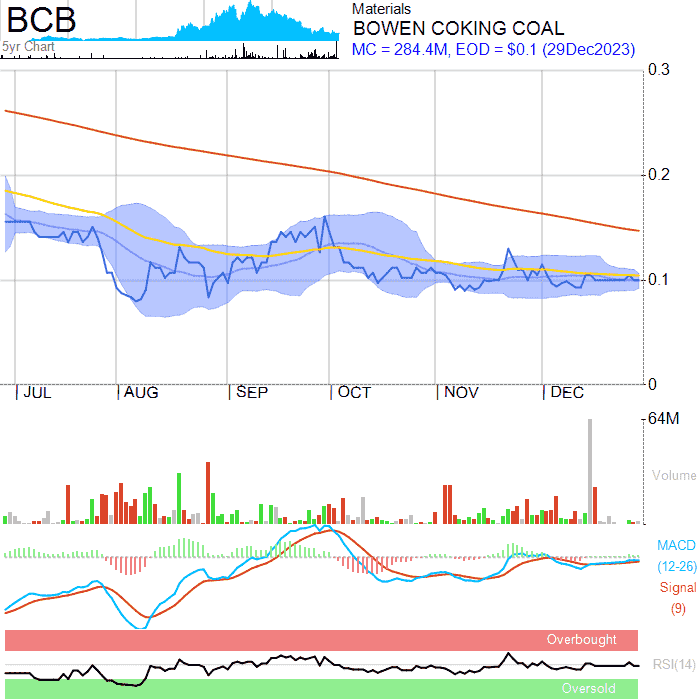 BCB
5yr Chart
Materials
BOWEN COKING COAL
MC = 284.4M, EOD = $0.1 (29Dec2023)
0.3
0.2
0.1
0
JUL AUG SEP OCT NOV DEC
64M
Volume
MACD
(12-26)
Signal
(9)
Overbought
RSI(14)
Oversold